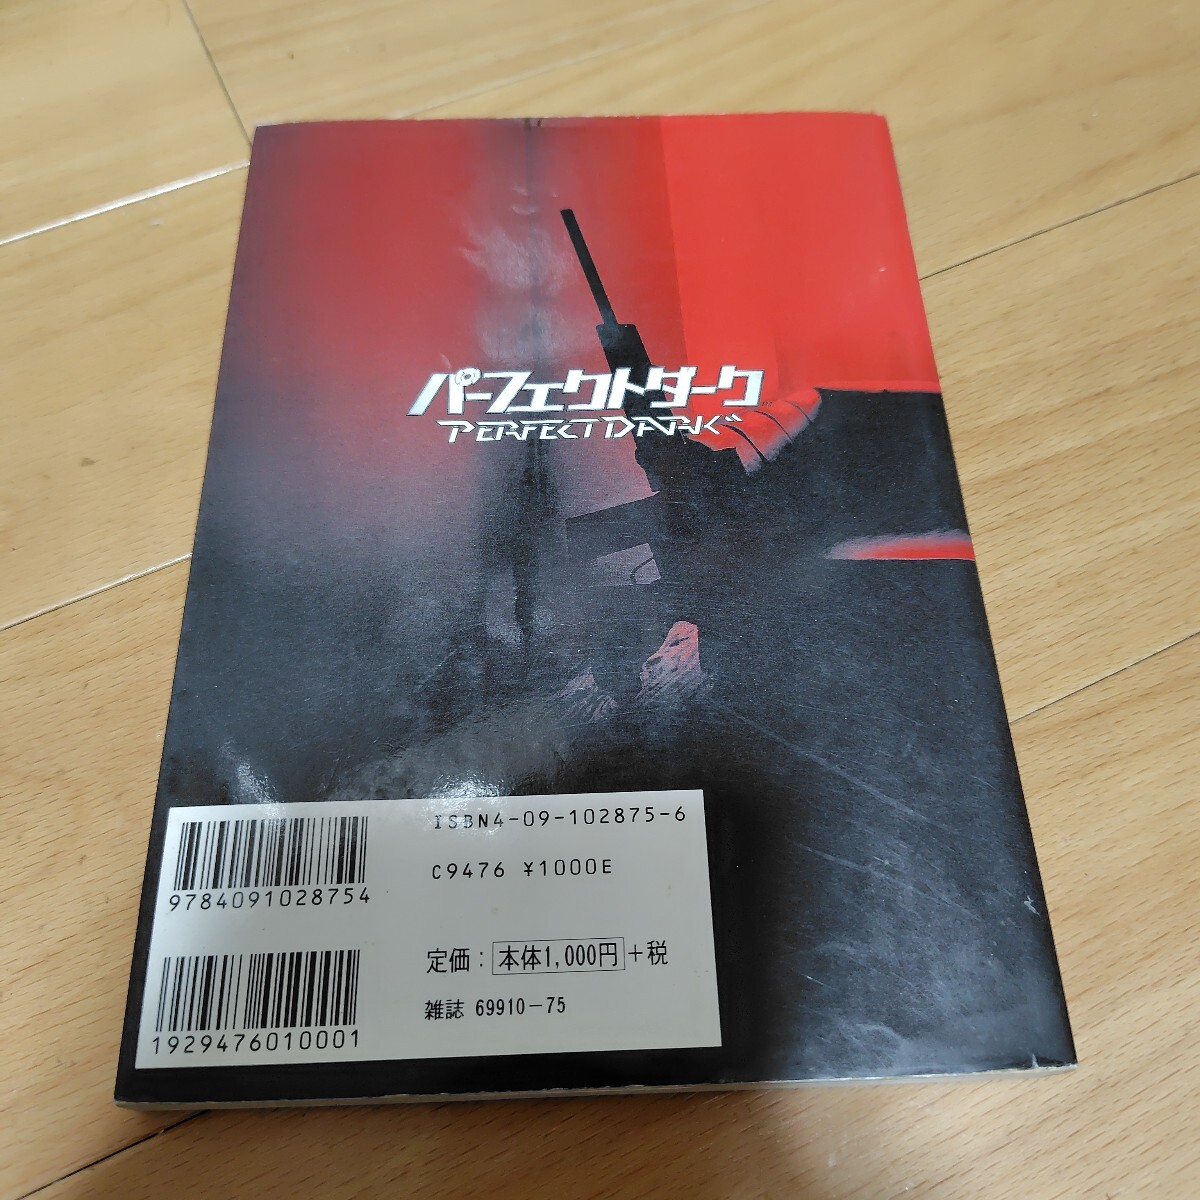 パーフェクトダーク
PERFECT DARK
ISBN4-09-102875-6
C9476 ¥1000E
9784091028754
定価：本体1,000円+税
雑誌 69910-75
1929476010001